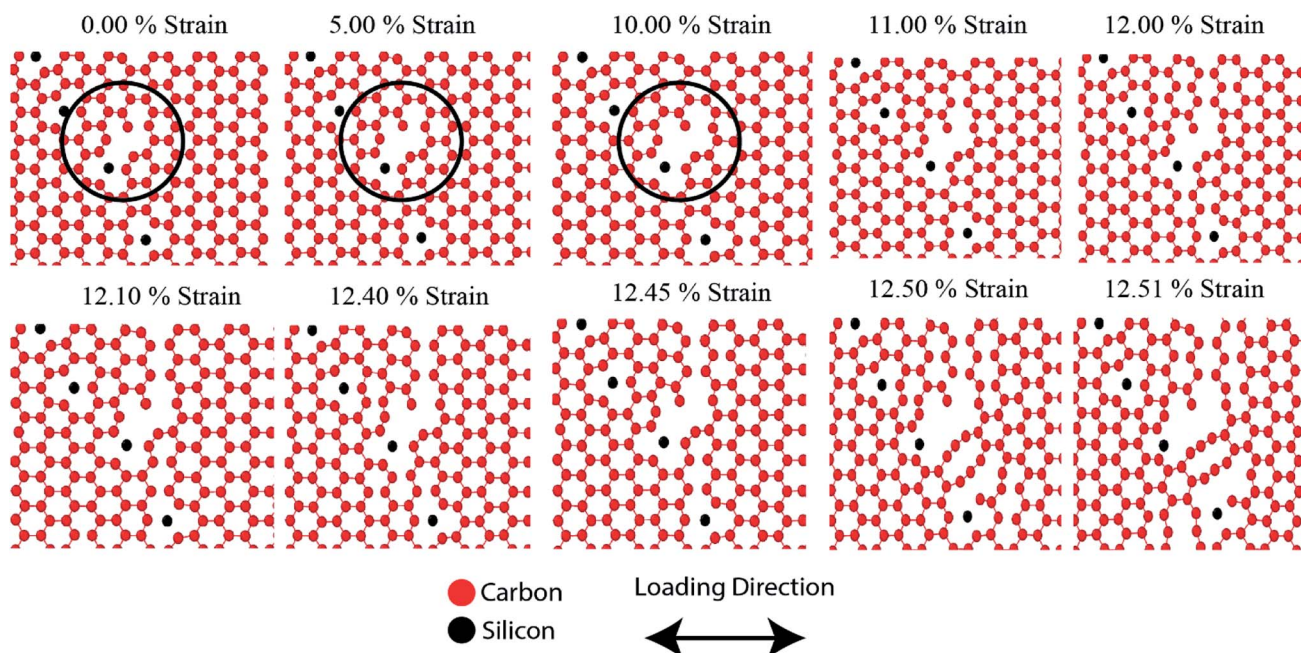 0.00 % Strain
5.00 % Strain
10.00 % Strain
11.00 % Strain
12.00 % Strain
12.10 % Strain
12.40 % Strain
12.45 % Strain
12.50 % Strain
12.51 % Strain
Carbon
Silicon
Loading Direction